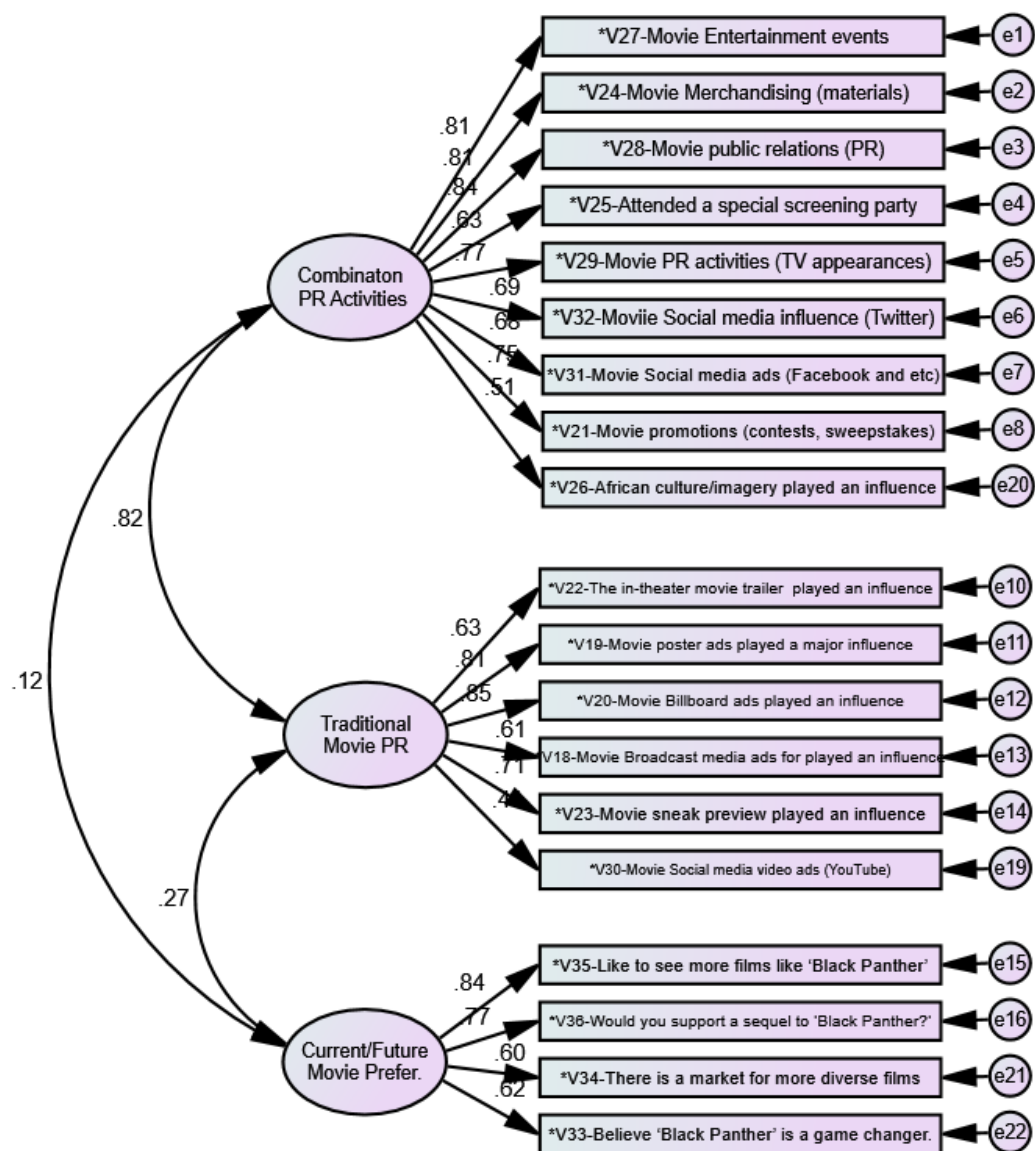 *V27-Movie Entertainment events
e1
*V24-Movie Merchandising (materials)
e2
*V28-Movie public relations (PR)
e3
*V25-Attended a special screening party
e4
*V29-Movie PR activities (TV appearances)
e5
*V32-Moviie Social media influence (Twitter)
e6
*V31-Movie Social media ads (Facebook and etc)
e7
*V21-Movie promotions (contests, sweepstakes)
e8
*V26-African culture/imagery played an influence
e20
.81
.81
.84
.63
.77
.69
.68
.75
.51
Combinaton
PR Activities
.82
.12
*V22-The in-theater movie trailer played an influence
e10
*V19-Movie poster ads played a major influence
e11
*V20-Movie Billboard ads played an influence
e12
V18-Movie Broadcast media ads for played an influence
e13
*V23-Movie sneak preview played an influence
e14
*V30-Movie Social media video ads (YouTube)
e19
.63
.81
.85
.61
.71
Traditional
Movie PR
.27
*V35-Like to see more films like ‘Black Panther’
e15
*V36-Would you support a sequel to ‘Black Panther?’
e16
*V34-There is a market for more diverse films
e21
*V33-Believe ‘Black Panther’ is a game changer.
e22
.84
.77
.60
.62
Current/Future
Movie Prefer.